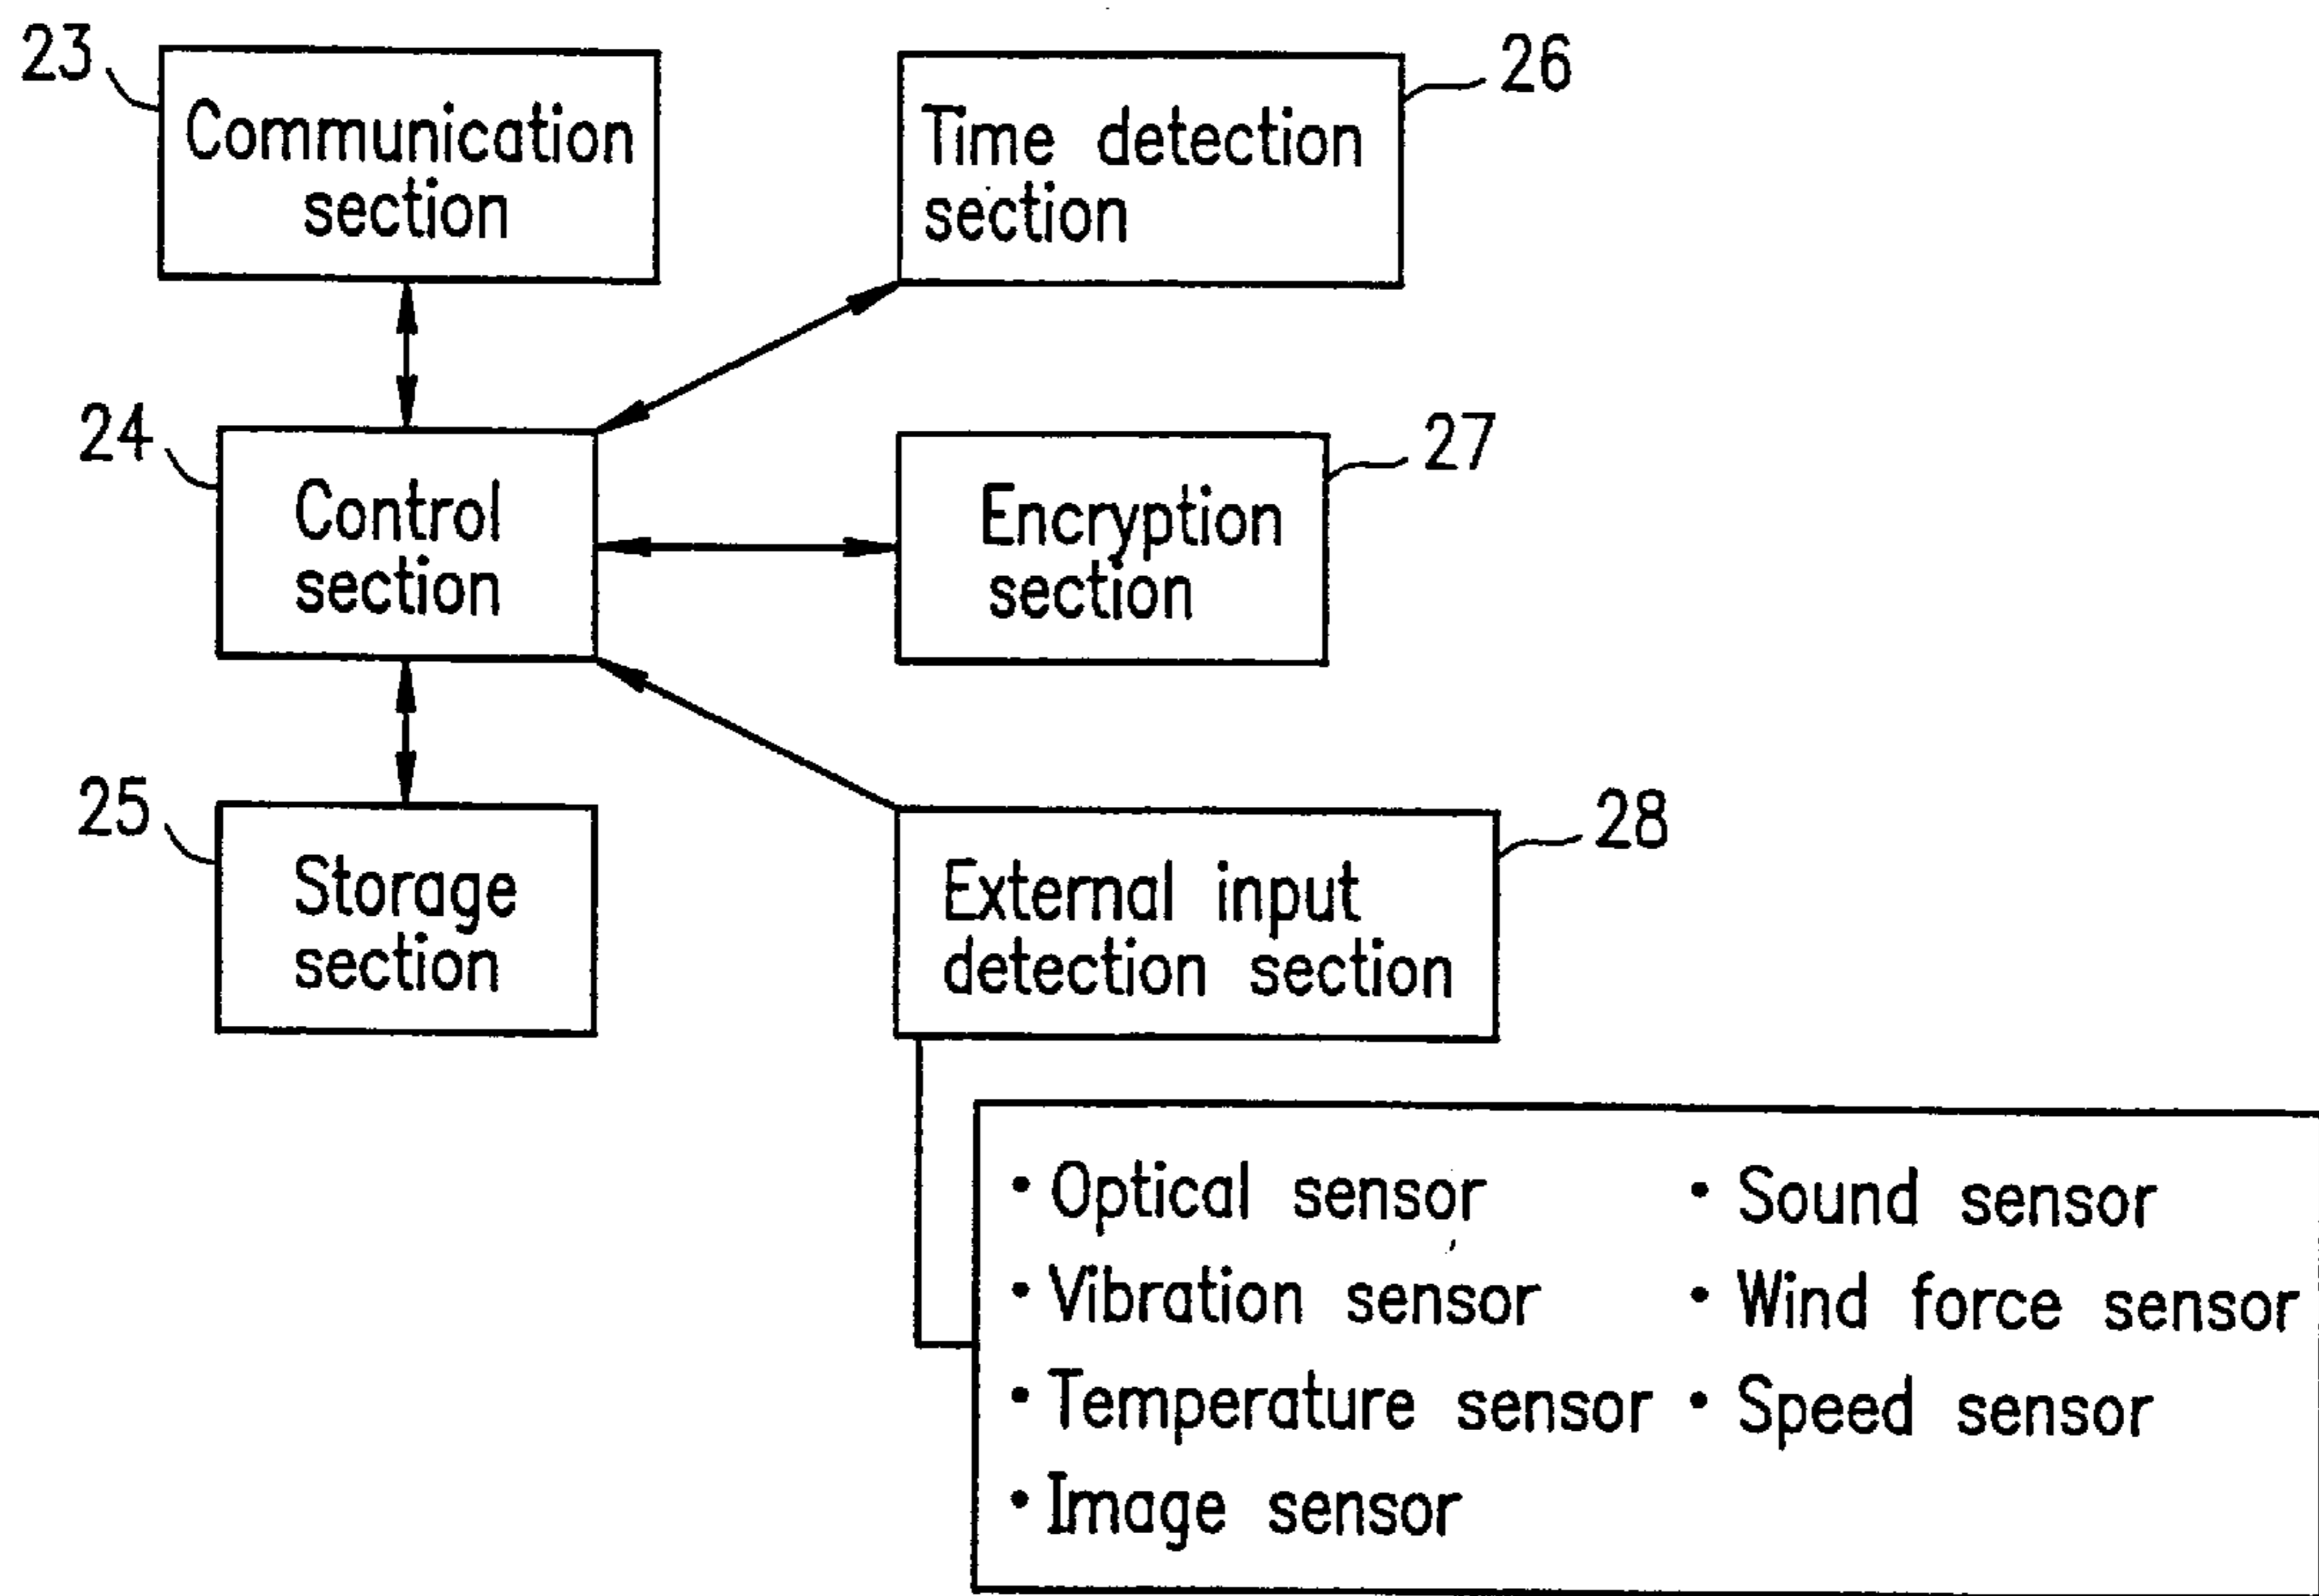 23
Communication
section
26
Time detection
section
24
Control
section
27
Encryption
section
25
Storage
section
28
External input
detection section
• Optical sensor
• Vibration sensor
• Temperature sensor
• Image sensor
• Sound sensor
• Wind force sensor
• Speed sensor